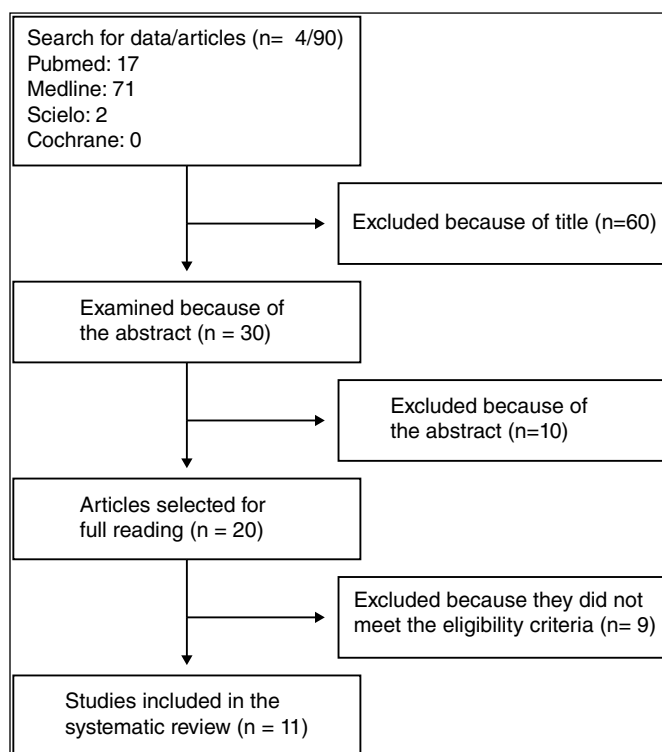 Search for data/articles (n=  4/90)
Pubmed: 17
Medline: 71
Scielo: 2
Cochrane: 0
Excluded because of title (n=60)
Examined because of
the abstract (n = 30)
Excluded because of
the abstract (n=10)
Articles selected for
full reading (n = 20)
Excluded because they did not
meet the eligibility criteria (n= 9)
Studies included in the
systematic review (n = 11)